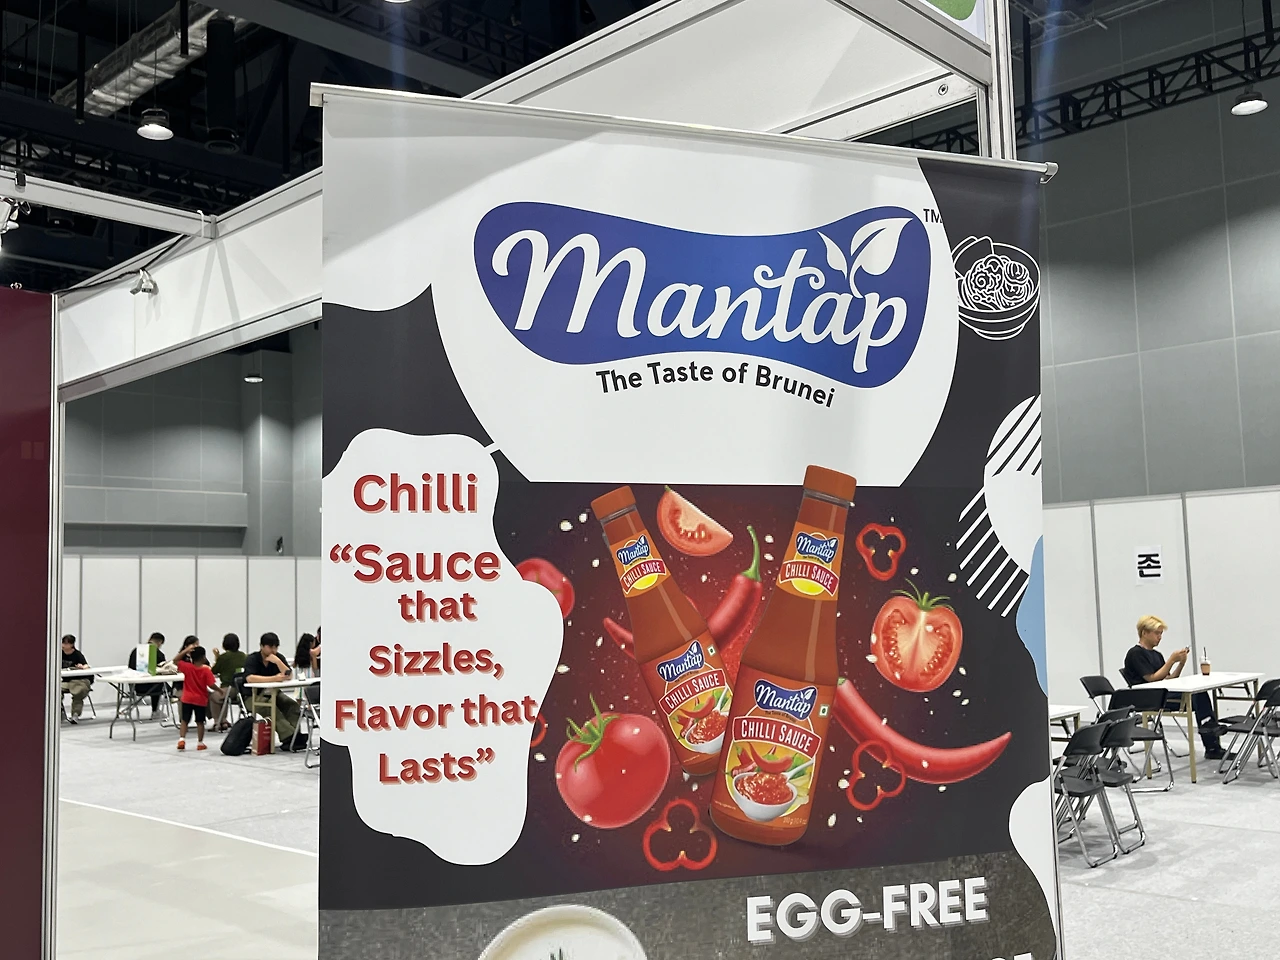 Mantap
TM
The Taste of Brunei
Chilli
“Sauce
that
Sizzles,
Flavor that
Lasts”
Mantap
CHILLI SAUCE
Mantap
CHILLI SAUCE
Mantap
CHILLI SAUCE
Mantap
CHILLI SAUCE
EGG-FREE
존